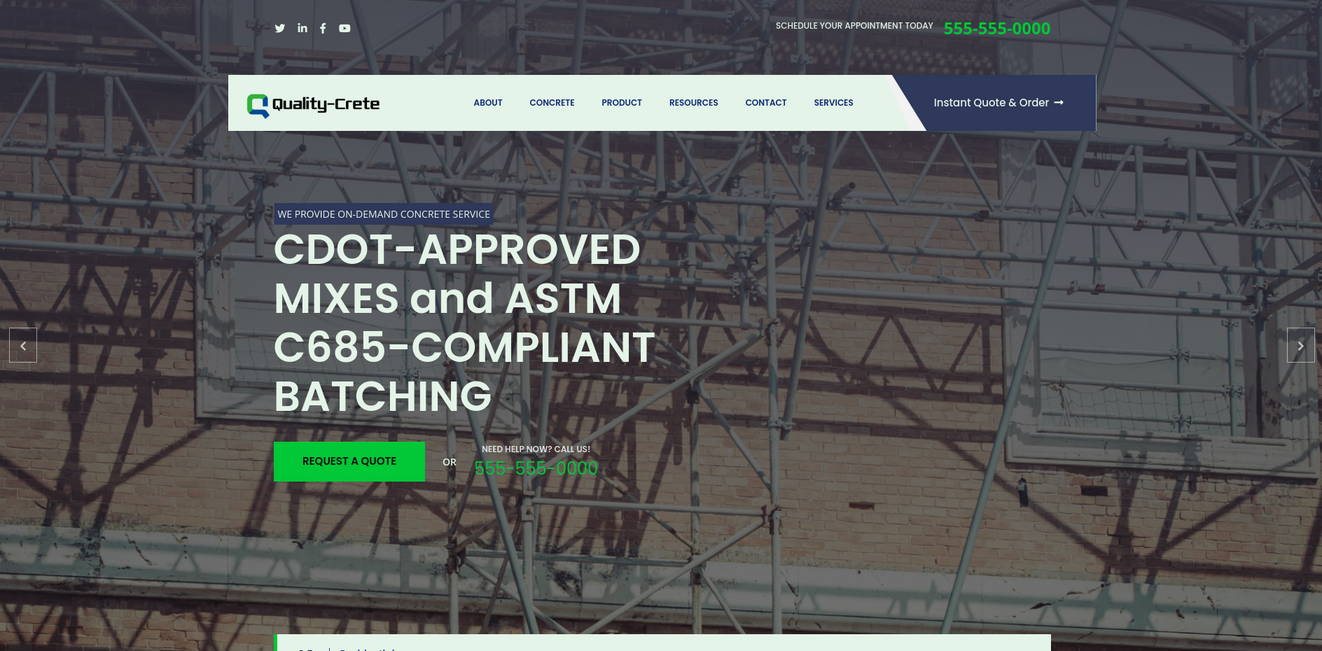 SCHEDULE YOUR APPOINTMENT TODAY 555-555-0000
Quality-Crete ABOUT CONCRETE PRODUCT RESOURCES CONTACT SERVICES Instant Quote & Order
WE PROVIDE ON-DEMAND CONCRETE SERVICE
CDOT-APPROVED
MIXES and ASTM
C685-COMPLIANT
BATCHING
REQUEST A QUOTE OR NEED HELP NOW? CALL US!
555-555-0000